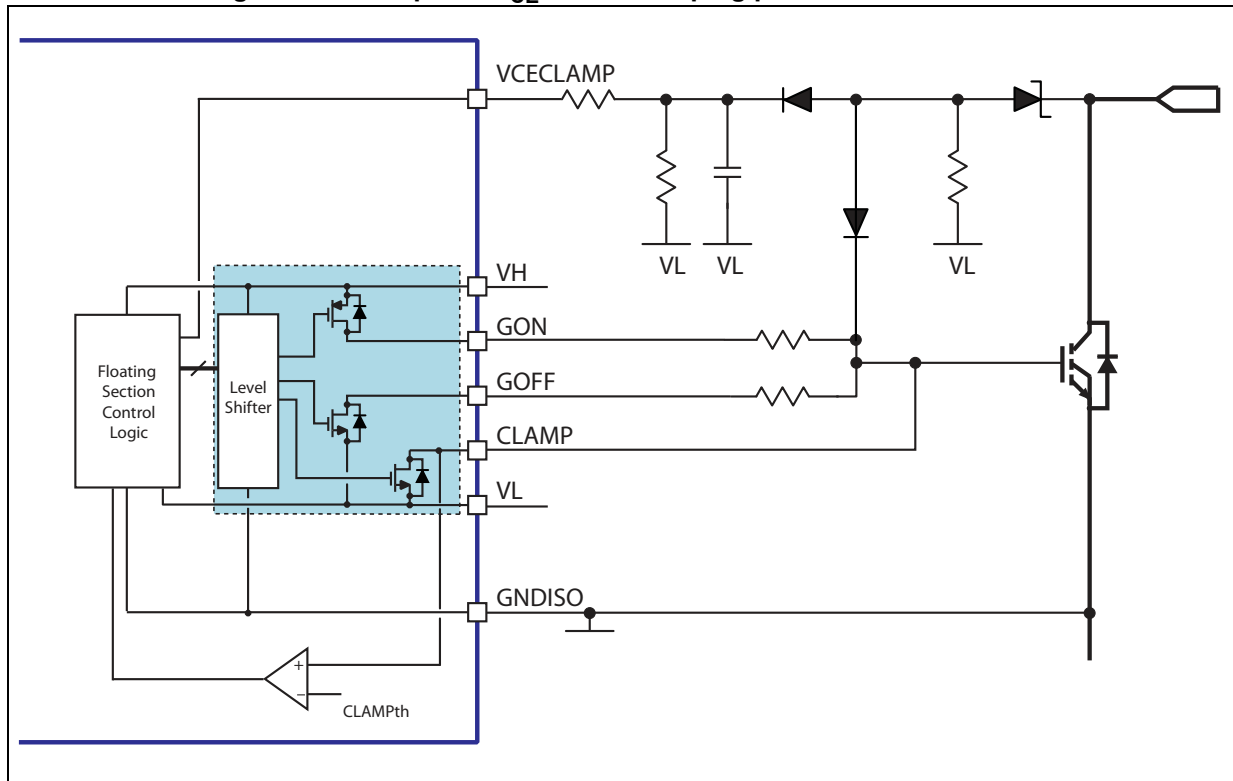 VCECLAMP
VL
VL
VL
VH
GON
GOFF
CLAMP
VL
GNDISO
Floating
Section
Control
Logic
Level
Shifter
+
−
CLAMPth